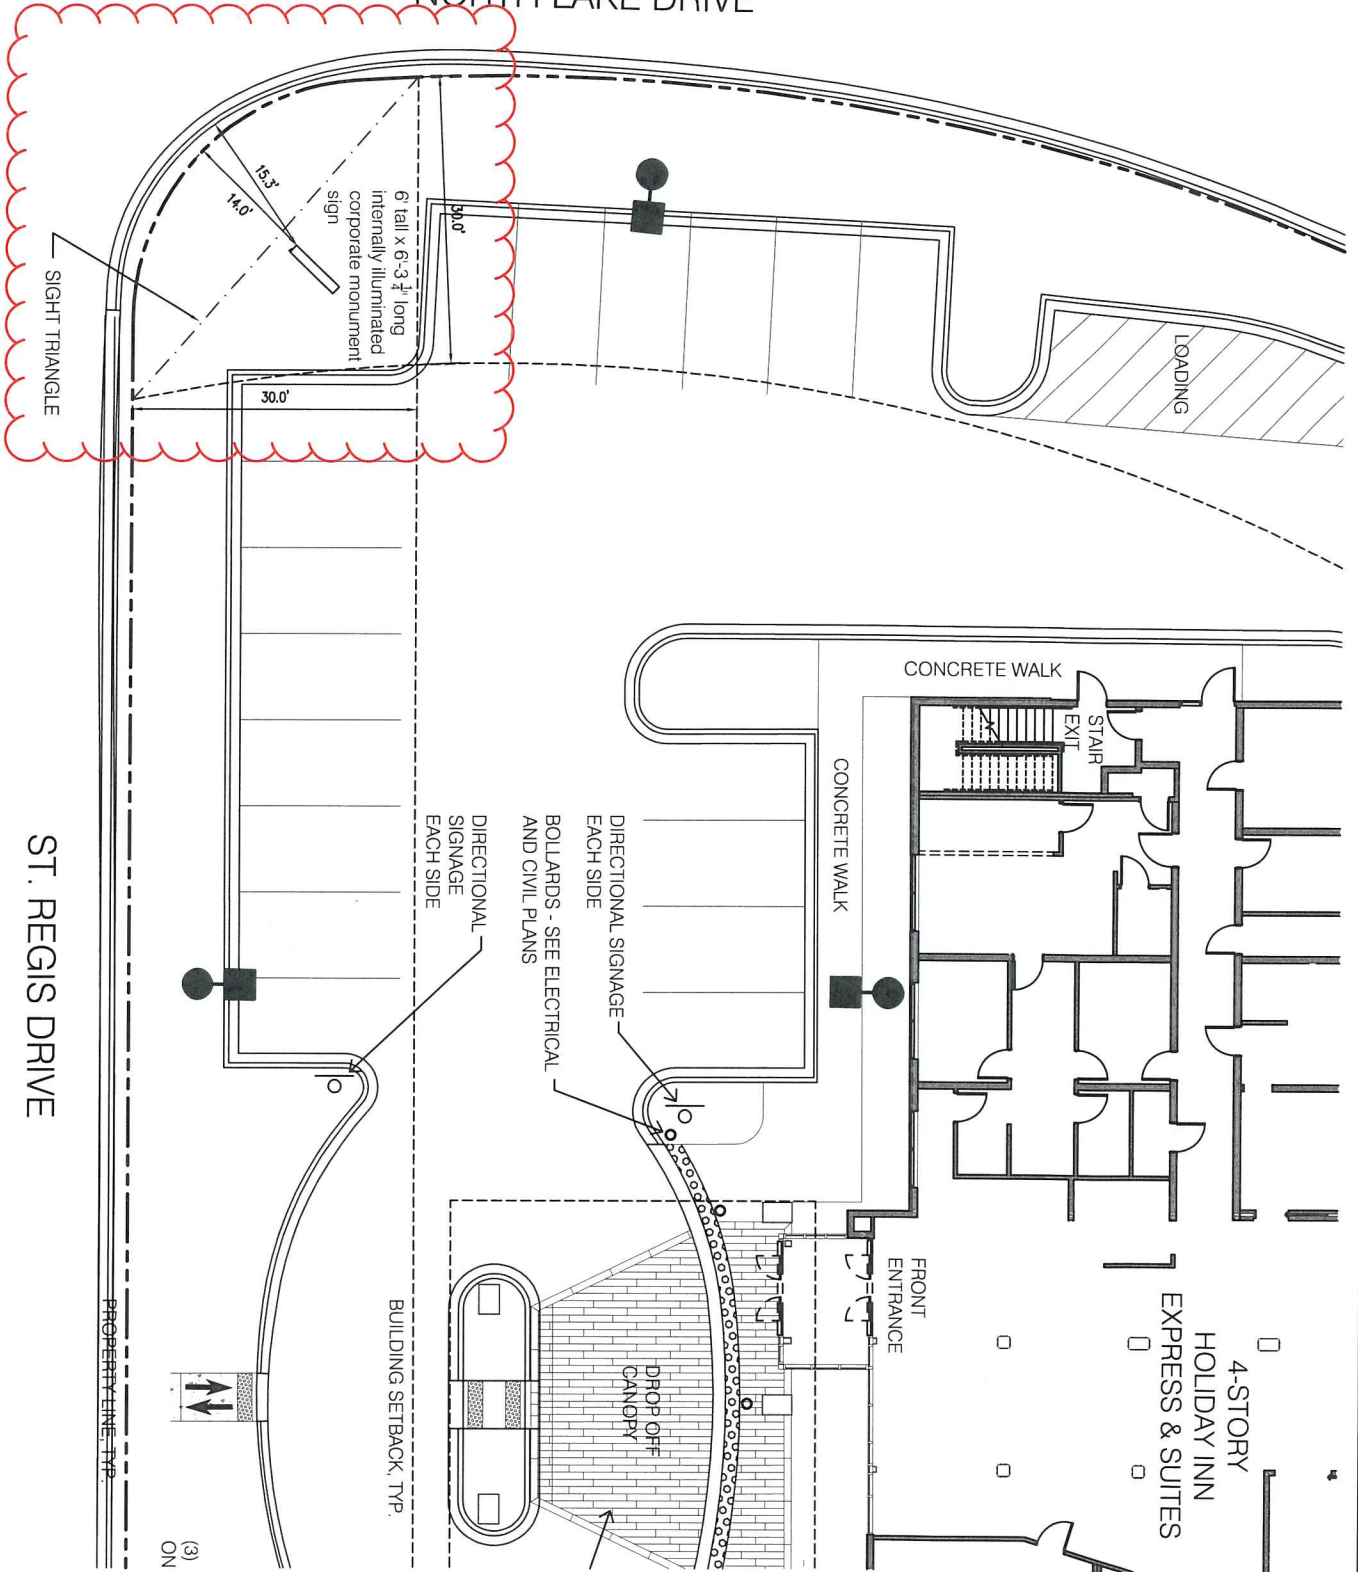 NORTH LAKE DRIVE
15.3'
14.0'
6' tall x 6'-3 1/4" long
internally illuminated
corporate monument
sign
30.0'
30.0'
SIGHT TRIANGLE
LOADING
CONCRETE WALK
STAIR
EXIT
CONCRETE WALK
DIRECTIONAL SIGNAGE
EACH SIDE
BOLLARDS - SEE ELECTRICAL
AND CIVIL PLANS
DIRECTIONAL
SIGNAGE
EACH SIDE
ST. REGIS DRIVE
FRONT
ENTRANCE
4-STORY
HOLIDAY INN
EXPRESS & SUITES
DROP OFF
CANOPY
BUILDING SETBACK, TYP.
PROPERTY LINE, TYP.
(3)
ON